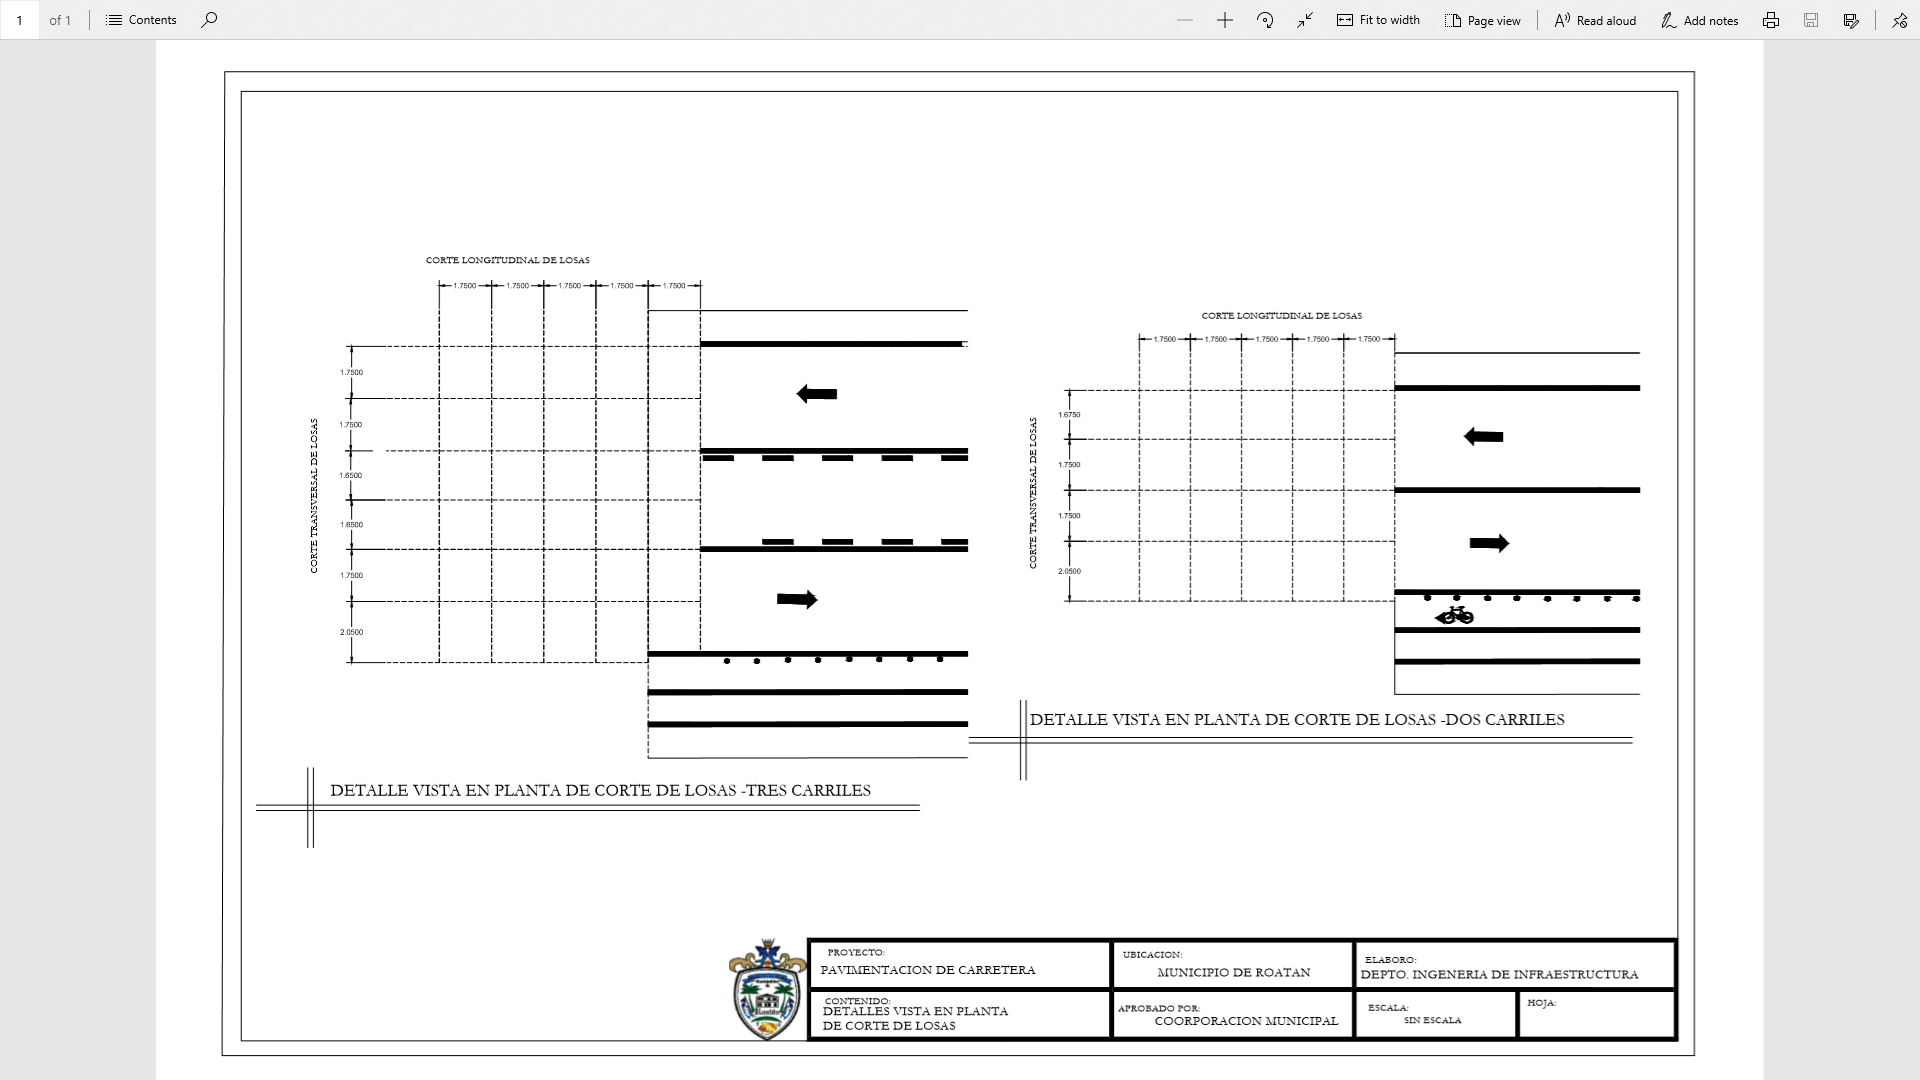 1 of 1 Contents Fit to width Page view Read aloud Add notes
CORTE LONGITUDINAL DE LOSAS
1.7500 1.7500 1.7500 1.7500 1.7500
CORTE TRANSVERSAL DE LOSAS
1.7500
1.7500
1.6500
1.6500
1.7500
2.0500
DETALLE VISTA EN PLANTA DE CORTE DE LOSAS -TRES CARRILES
CORTE LONGITUDINAL DE LOSAS
1.7500 1.7500 1.7500 1.7500 1.7500
CORTE TRANSVERSAL DE LOSAS
1.6750
1.7500
1.7500
2.0500
DETALLE VISTA EN PLANTA DE CORTE DE LOSAS -DOS CARRILES
PROYECTO:
PAVIMENTACION DE CARRETERA
UBICACION:
MUNICIPIO DE ROATAN
ELABORO:
DEPTO. INGENERIA DE INFRAESTRUCTURA
CONTENIDO:
DETALLES VISTA EN PLANTA
DE CORTE DE LOSAS
APROBADO POR:
COORPORACION MUNICIPAL
ESCALA:
SIN ESCALA
HOJA: